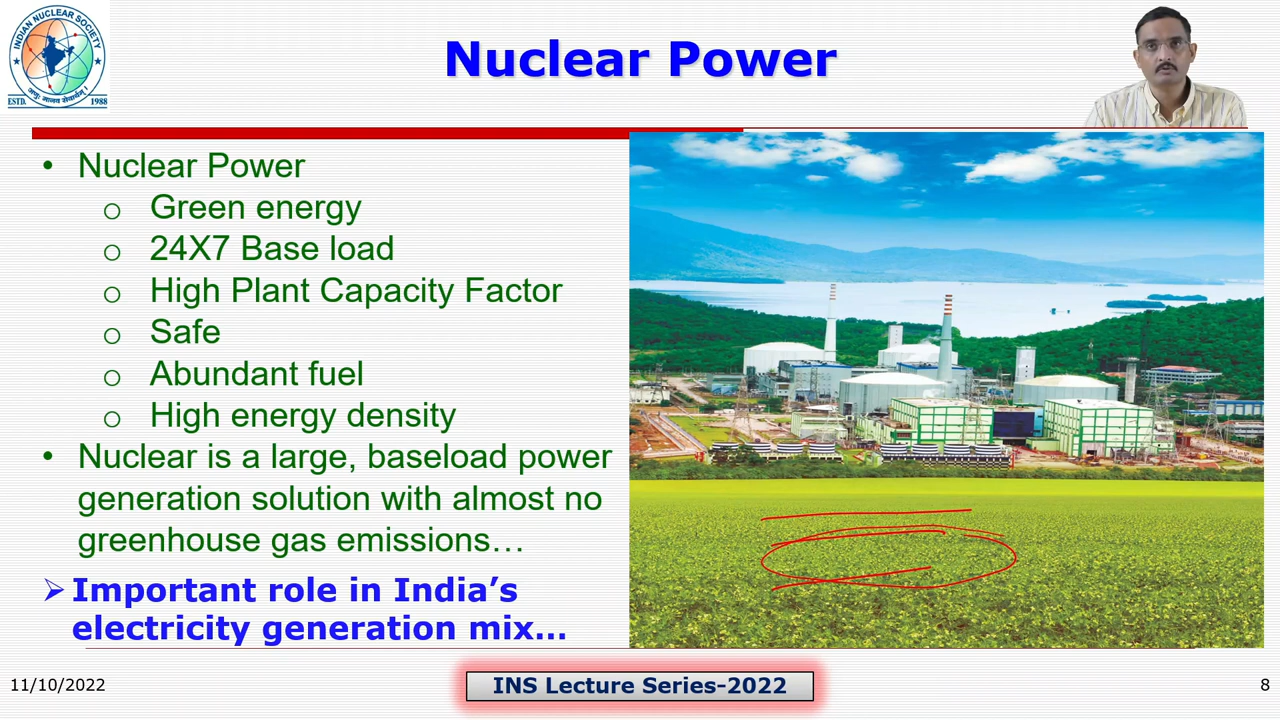 INDIAN NUCLEAR SOCIETY
ESTD. 1988
Nuclear Power
• Nuclear Power
o Green energy
o 24X7 Base load
o High Plant Capacity Factor
o Safe
o Abundant fuel
o High energy density
• Nuclear is a large, baseload power
generation solution with almost no
greenhouse gas emissions…
➢ Important role in India’s
electricity generation mix…
11/10/2022
INS Lecture Series-2022
8